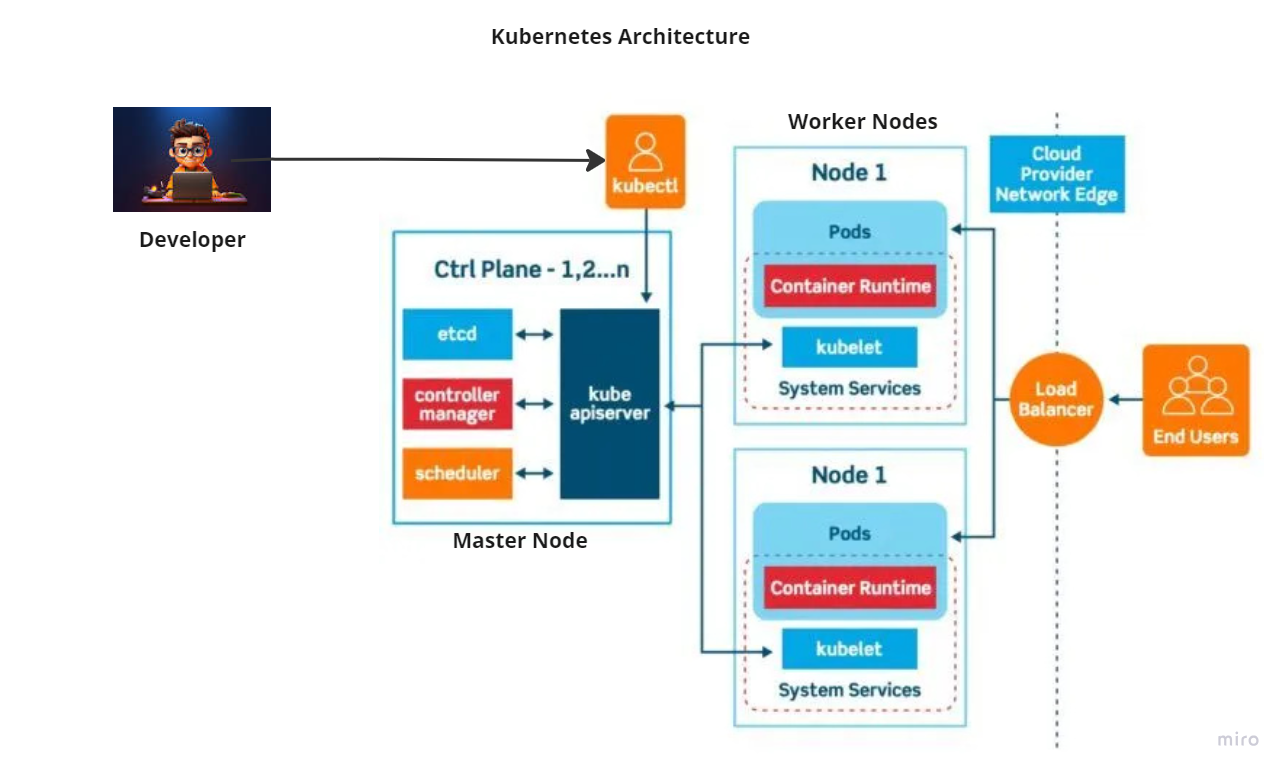 Kubernetes Architecture
Developer
kubectl
Ctrl Plane - 1,2...n
etcd
controller
manager
scheduler
kube
apiserver
Master Node
Worker Nodes
Node 1
Pods
Container Runtime
kubelet
System Services
Node 1
Pods
Container Runtime
kubelet
System Services
Cloud
Provider
Network Edge
Load
Balancer
End Users
miro